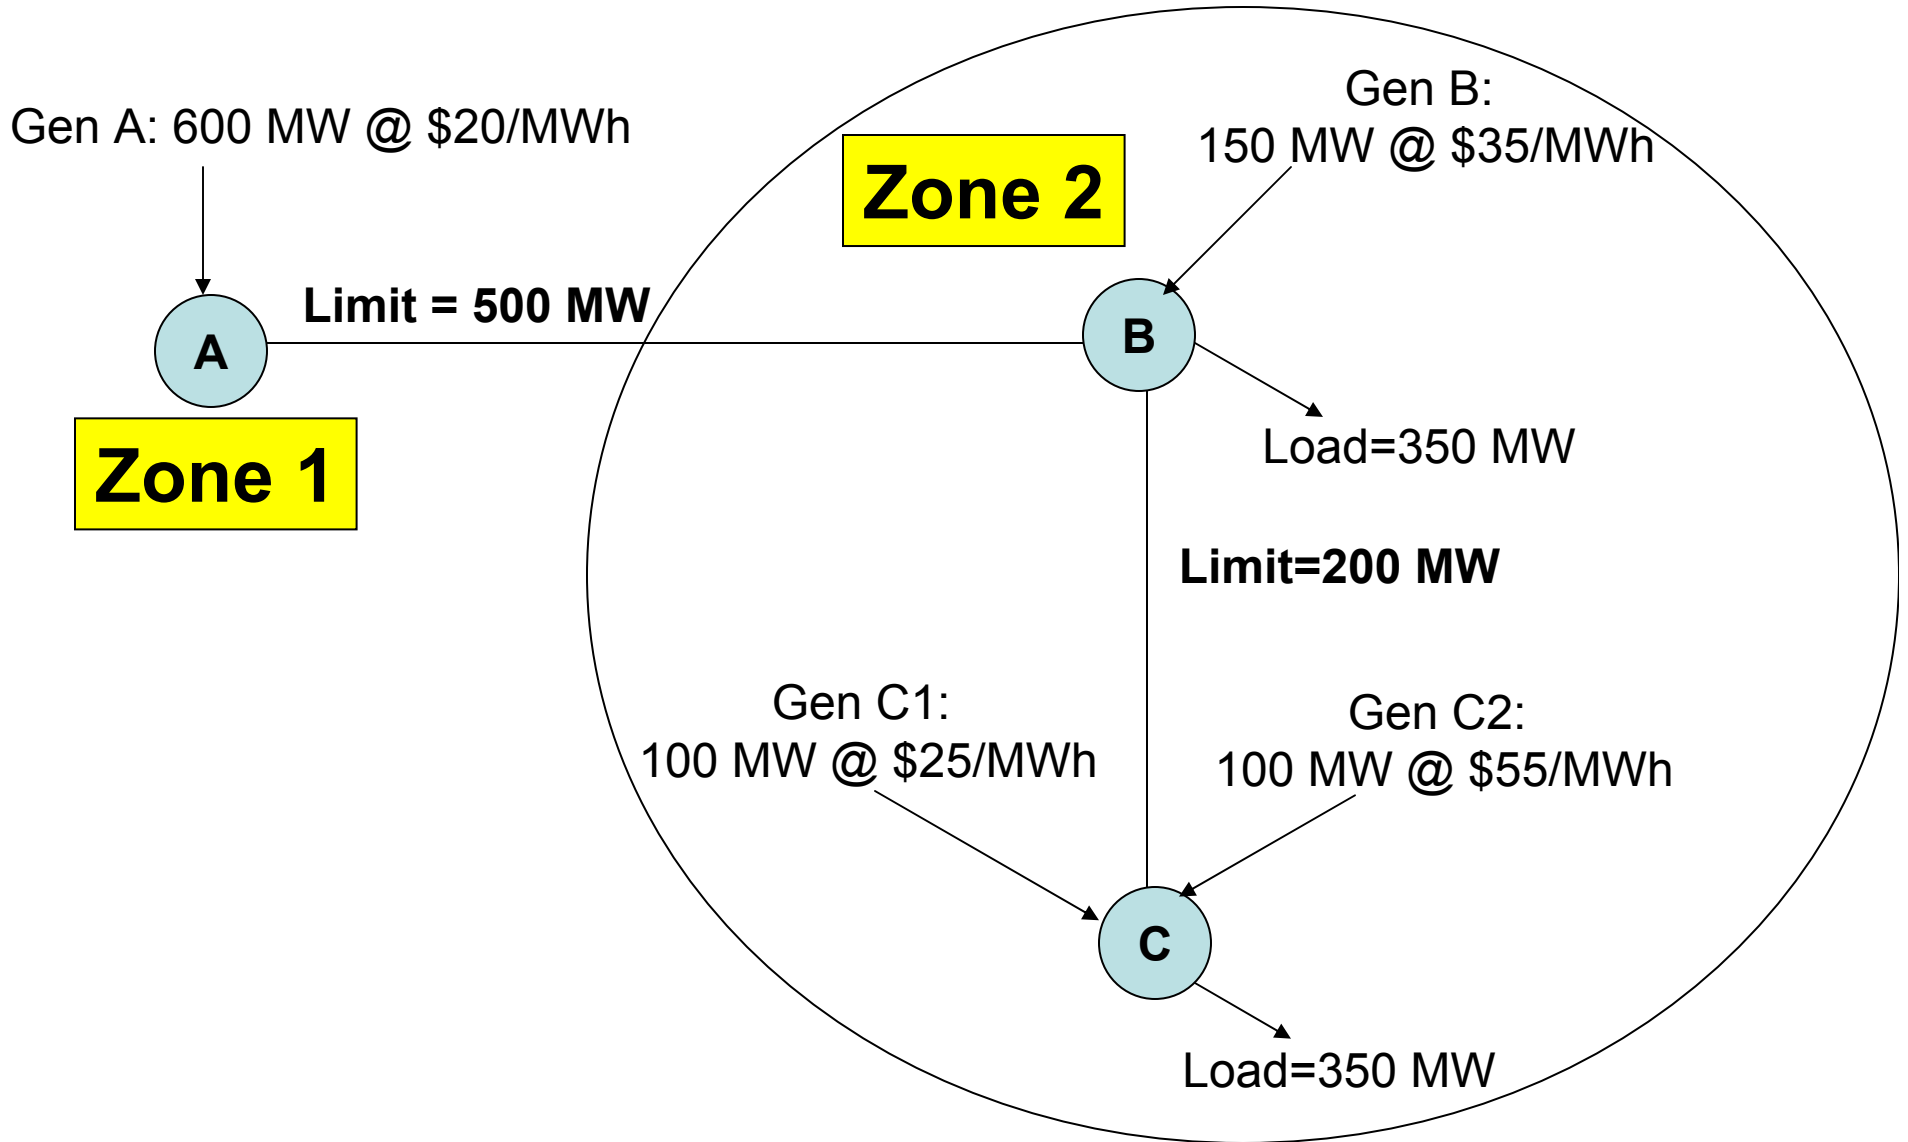 Gen A: 600 MW @ $20/MWh
Zone 2
Gen B:
150 MW @ $35/MWh
Limit = 500 MW
A
B
Zone 1
Load=350 MW
Limit=200 MW
Gen C1:
100 MW @ $25/MWh
Gen C2:
100 MW @ $55/MWh
C
Load=350 MW